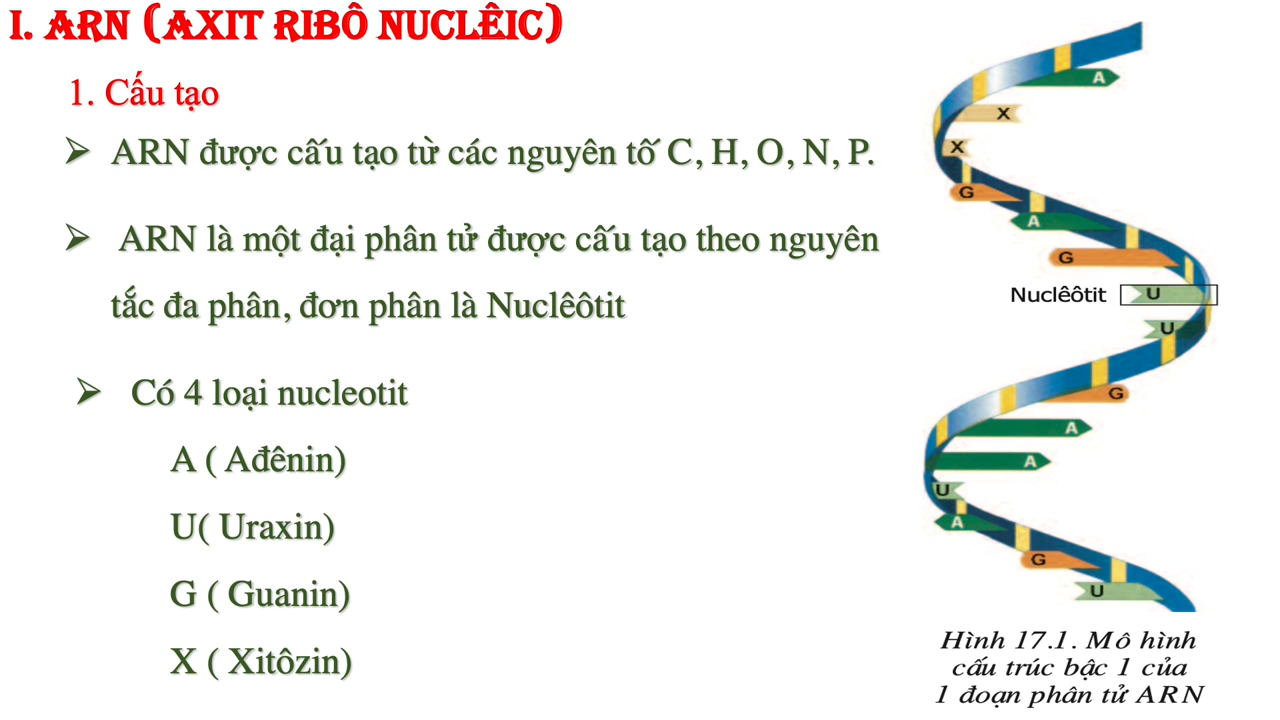 I. ARN (AXIT RIBÔ NUCLÊIC)
1. Cấu tạo
➢ ARN được cấu tạo từ các nguyên tố C, H, O, N, P.
➢ ARN là một đại phân tử được cấu tạo theo nguyên
tắc đa phân, đơn phân là Nuclêôtit
➢ Có 4 loại nucleotit
A ( Ađênin)
U( Uraxin)
G ( Guanin)
X ( Xitôzin)
A
X
X
G
A
G
Nuclêôtit U
U
G
A
A
U
A
G
U
Hình 17.1. Mô hình
cấu trúc bậc 1 của
1 đoạn phân tử ARN